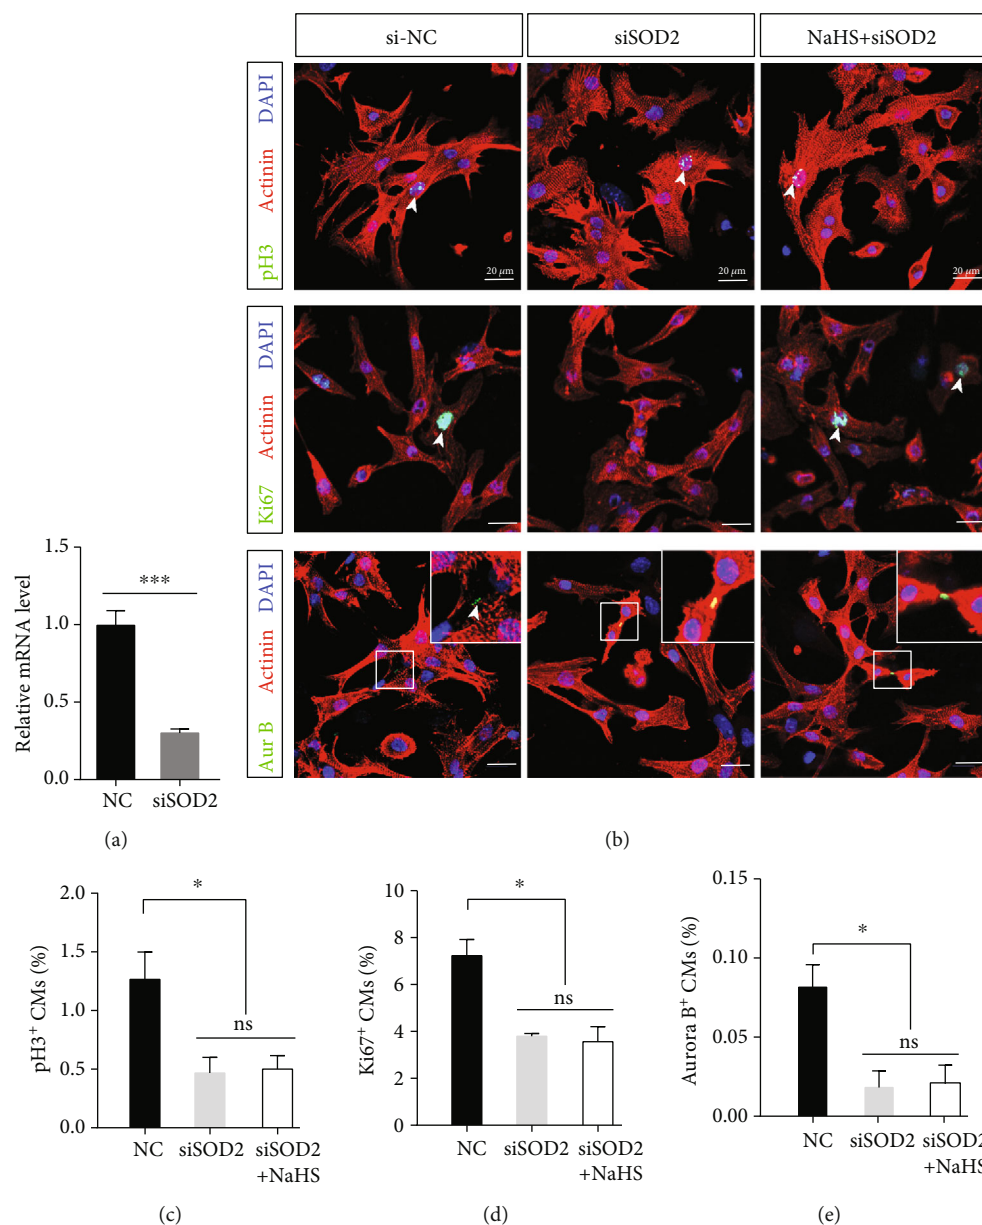 si-NC siSOD2 NaHS+siSOD2
pH3 Actinin DAPI
20 μm 20 μm 20 μm
Ki67 Actinin DAPI
Aur B Actinin DAPI
Relative mRNA level
1.5
1.0
0.5
0.0
***
NC siSOD2
(a)
(b)
pH3+ CMs (%)
2.0
1.5
1.0
0.5
0.0
*
ns
NC siSOD2 siSOD2
+NaHS
(c)
Ki67+ CMs (%)
10
8
6
4
2
0
*
ns
NC siSOD2 siSOD2
+NaHS
(d)
Aurora B+ CMs (%)
0.15
0.10
0.05
0.00
*
ns
NC siSOD2 siSOD2
+NaHS
(e)